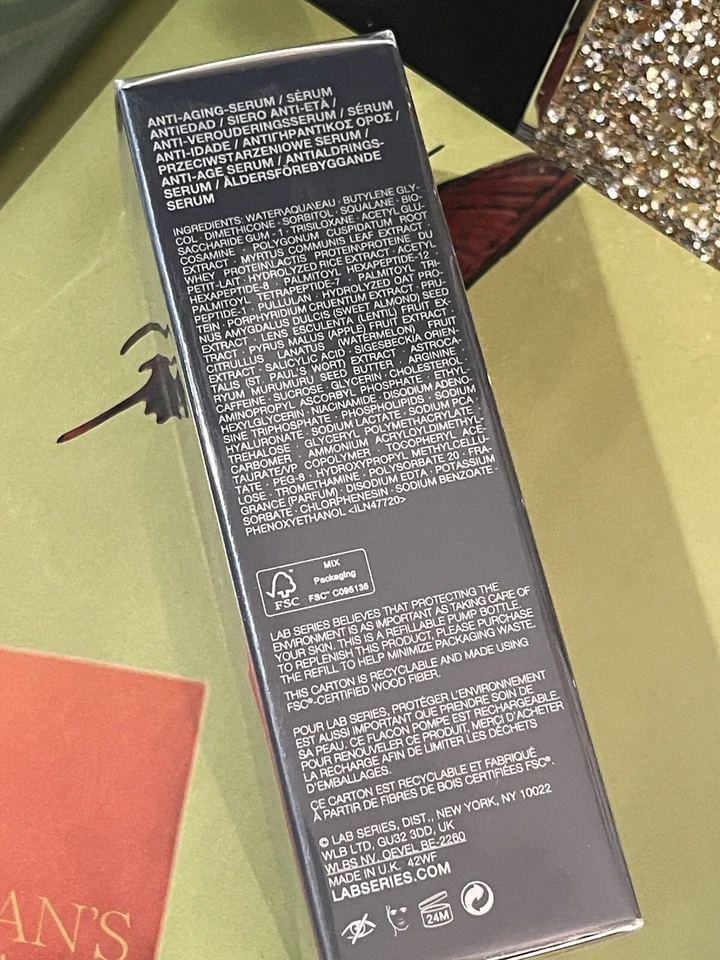 ANTI-AGING-SERUM / SÉRUM
ANTIEDAD / SIERO ANTI-ETÀ /
ANTI-VEROUDERINGSSERUM / SÉRUM
ANTI-IDADE / ΑΝΤΙΓΗΡΑΝΤΙΚΟΣ ΟΡΟΣ /
PRZECIWSTARZENIOWE SERUM /
ANTI-AGE SERUM / ANTIALDRINGS-
SERUM / ÅLDERSFÖREBYGGANDE
SERUM
INGREDIENTS: WATER\AQUA\EAU · BUTYLENE GLY-
COL · DIMETHICONE · SORBITOL · SQUALANE · BIO-
SACCHARIDE GUM-1 · TRISILOXANE · ACETYL GLU-
COSAMINE · POLYGONUM CUSPIDATUM ROOT
EXTRACT · MYRTUS COMMUNIS LEAF EXTRACT ·
WHEY PROTEIN\LACTIS PROTEIN\PROTÉINE DU
PETIT-LAIT · HYDROLYZED RICE EXTRACT · ACETYL
HEXAPEPTIDE-8 · PALMITOYL HEXAPEPTIDE-12 ·
PALMITOYL TETRAPEPTIDE-7 · PALMITOYL TRI-
PEPTIDE-1 · PULLULAN · HYDROLYZED OAT PRO-
TEIN · PORPHYRIDIUM CRUENTUM EXTRACT · PRU-
NUS AMYGDALUS DULCIS (SWEET ALMOND) SEED
EXTRACT · LENS ESCULENTA (LENTIL) FRUIT EX-
TRACT · PYRUS MALUS (APPLE) FRUIT EXTRACT ·
CITRULLUS LANATUS (WATERMELON) FRUIT
EXTRACT · SALICYLIC ACID · SIGESBECKIA ORIEN-
TALIS (ST. PAUL'S WORT) EXTRACT · ASTROCA-
RYUM MURUMURU SEED BUTTER · ARGININE ·
CAFFEINE · SUCROSE · GLYCERIN · CHOLESTEROL ·
AMINOPROPYL ASCORBYL PHOSPHATE · ETHYL-
HEXYLGLYCERIN · NIACINAMIDE · DISODIUM ADENO-
SINE TRIPHOSPHATE · PHOSPHOLIPIDS · SODIUM
HYALURONATE · SODIUM LACTATE · SODIUM PCA ·
TREHALOSE · GLYCERYL POLYMETHACRYLATE ·
CARBOMER · AMMONIUM ACRYLOYLDIMETHYL-
TAURATE/VP COPOLYMER · TOCOPHERYL ACE-
TATE · PEG-8 · HYDROXYPROPYL METHYLCELLU-
LOSE · TROMETHAMINE · POLYSORBATE 20 · FRA-
GRANCE (PARFUM) · DISODIUM EDTA · POTASSIUM
SORBATE · CHLORPHENESIN · SODIUM BENZOATE ·
PHENOXYETHANOL <ILN47720>
MIX
Packaging
FSC™ C095136
FSC
LAB SERIES BELIEVES THAT PROTECTING THE
ENVIRONMENT IS AS IMPORTANT AS TAKING CARE OF
YOUR SKIN. THIS IS A REFILLABLE PUMP BOTTLE.
TO REPLENISH THIS PRODUCT, PLEASE PURCHASE
THE REFILL TO HELP MINIMIZE PACKAGING WASTE.
THIS CARTON IS RECYCLABLE AND MADE USING
FSC®-CERTIFIED WOOD FIBER.
POUR LAB SERIES, PROTÉGER L'ENVIRONNEMENT
EST AUSSI IMPORTANT QUE PRENDRE SOIN DE
SA PEAU. CE FLACON POMPE EST RECHARGEABLE.
POUR RENOUVELER CE PRODUIT, MERCI D'ACHETER
LA RECHARGE AFIN DE LIMITER LES DÉCHETS
D'EMBALLAGES.
CE CARTON EST RECYCLABLE ET FABRIQUÉ
À PARTIR DE FIBRES DE BOIS CERTIFIÉES FSC®.
© LAB SERIES, DIST., NEW YORK, NY 10022
WLB LTD, GU32 3DD, UK
WLBS NV, OEVEL BE-2260
MADE IN U.K. 42WF
LABSERIES.COM
24M
AN'S